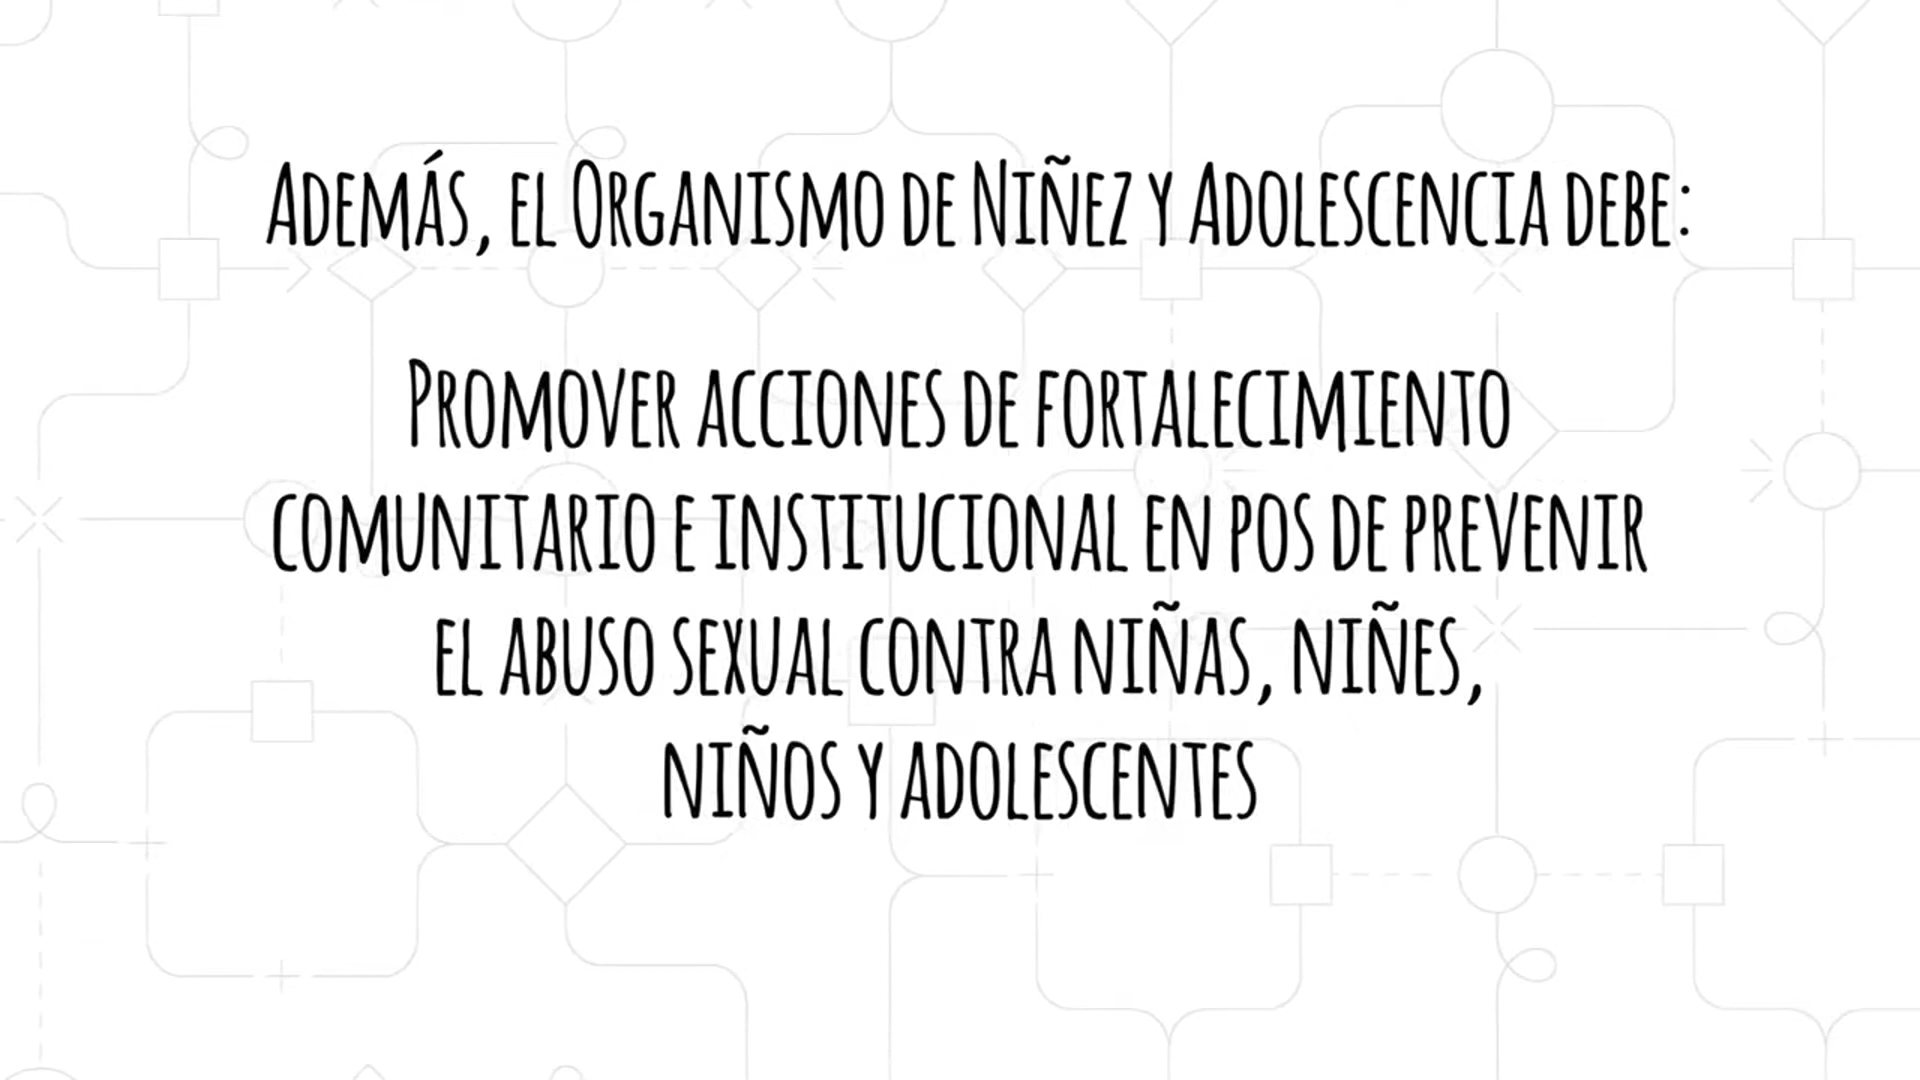 Además, el Organismo de Niñez y Adolescencia debe:
Promover acciones de fortalecimiento
comunitario e institucional en pos de prevenir
el abuso sexual contra niñas, niñes,
niños y adolescentes